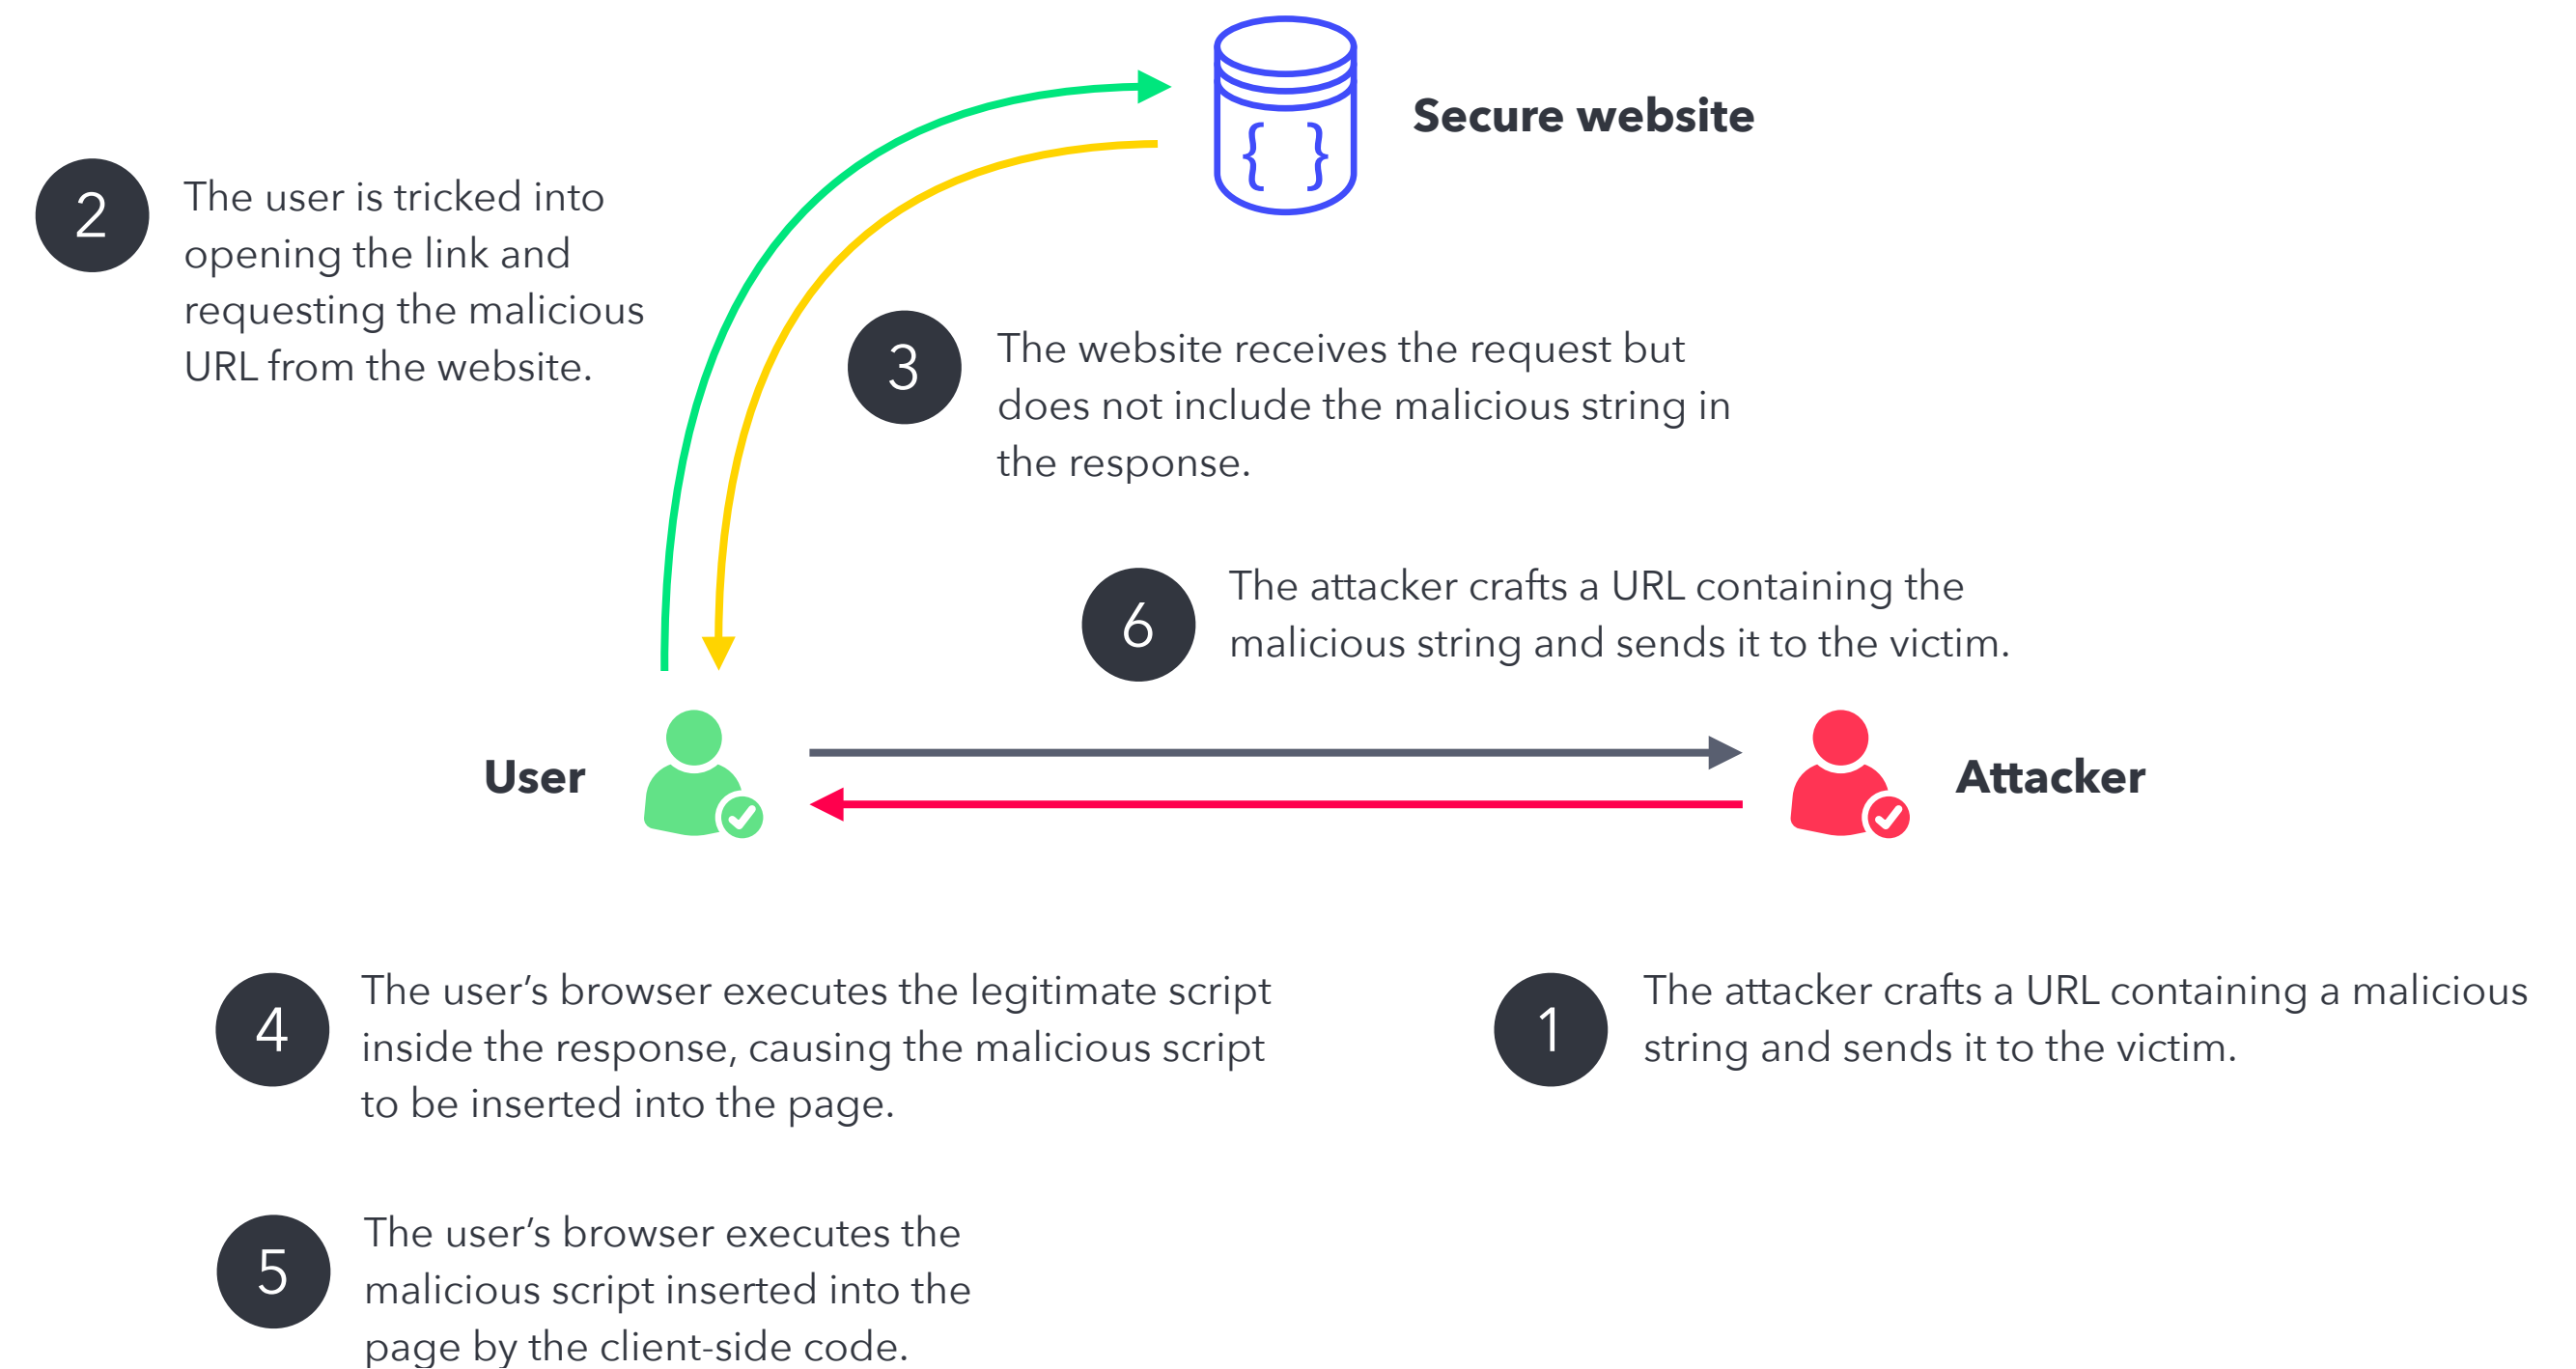 Secure website
2
The user is tricked into
opening the link and
requesting the malicious
URL from the website.
3
The website receives the request but
does not include the malicious string in
the response.
6
The attacker crafts a URL containing the
malicious string and sends it to the victim.
User
Attacker
4
The user’s browser executes the legitimate script
inside the response, causing the malicious script
to be inserted into the page.
1
The attacker crafts a URL containing a malicious
string and sends it to the victim.
5
The user’s browser executes the
malicious script inserted into the
page by the client-side code.